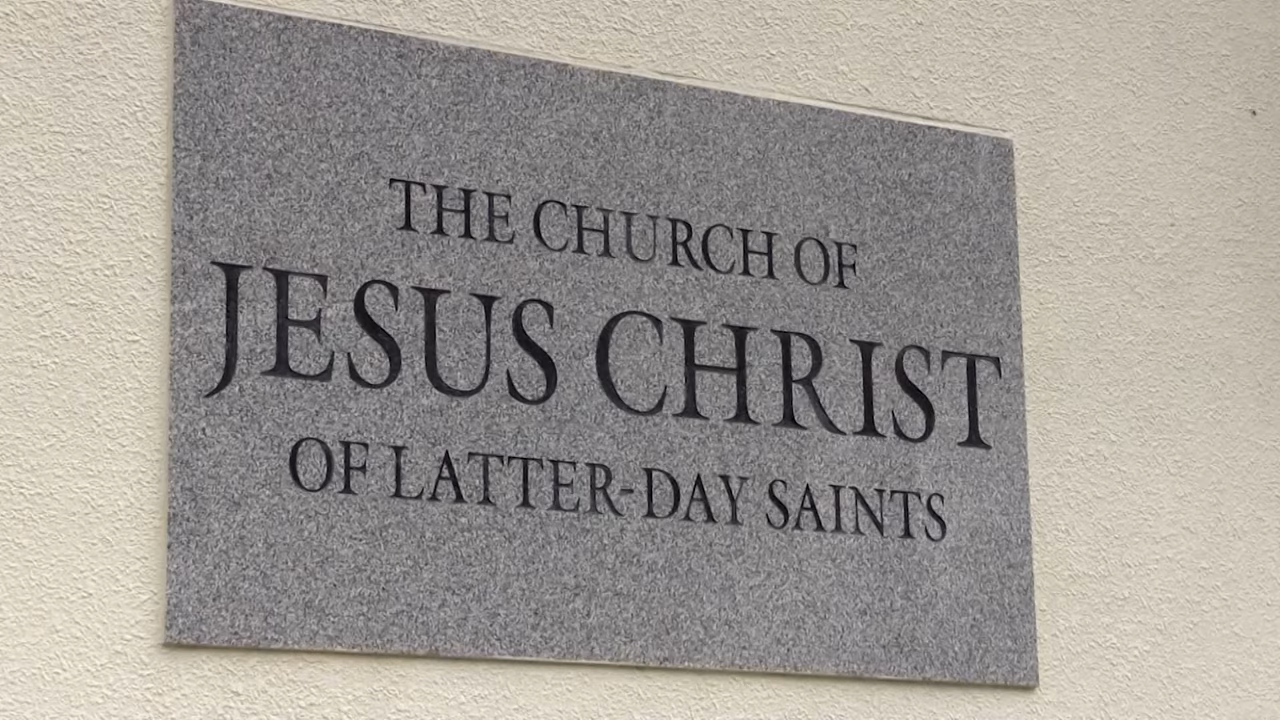 THE CHURCH OF
JESUS CHRIST
OF LATTER-DAY SAINTS